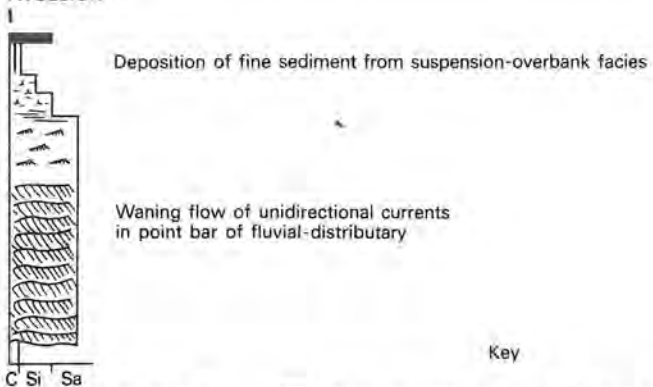 I
Deposition of fine sediment from suspension-overbank facies
Waning flow of unidirectional currents
in point bar of fluvial-distributary
Key
C Si Sa